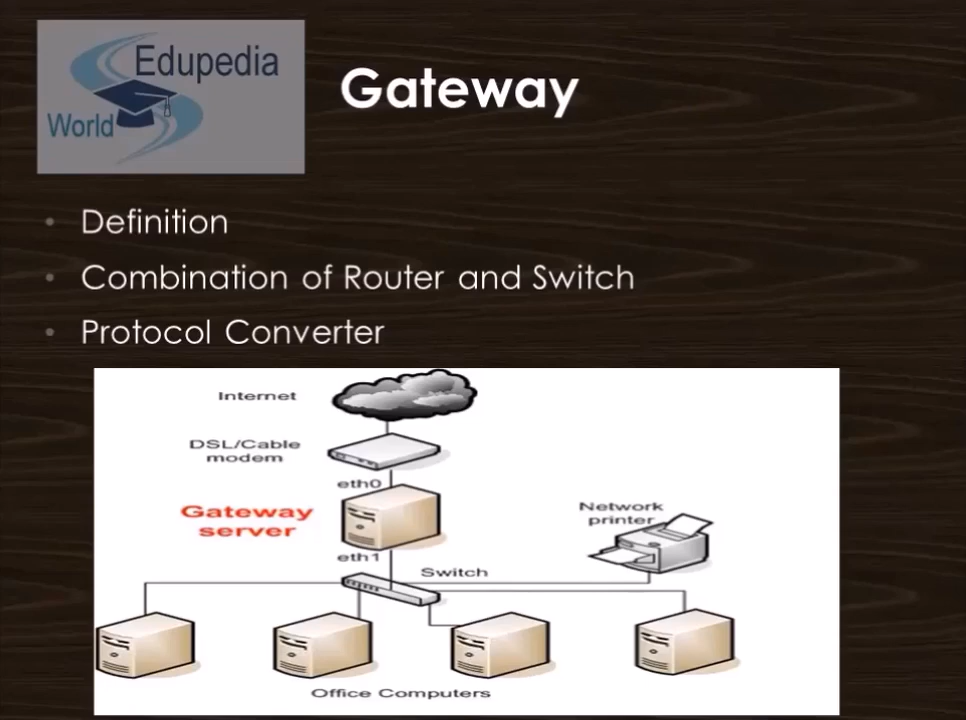 Edupedia
World
Gateway
• Definition
• Combination of Router and Switch
• Protocol Converter
Internet
DSL/Cable
modem
eth0
Gateway
server
Network
printer
eth1
Switch
Office Computers